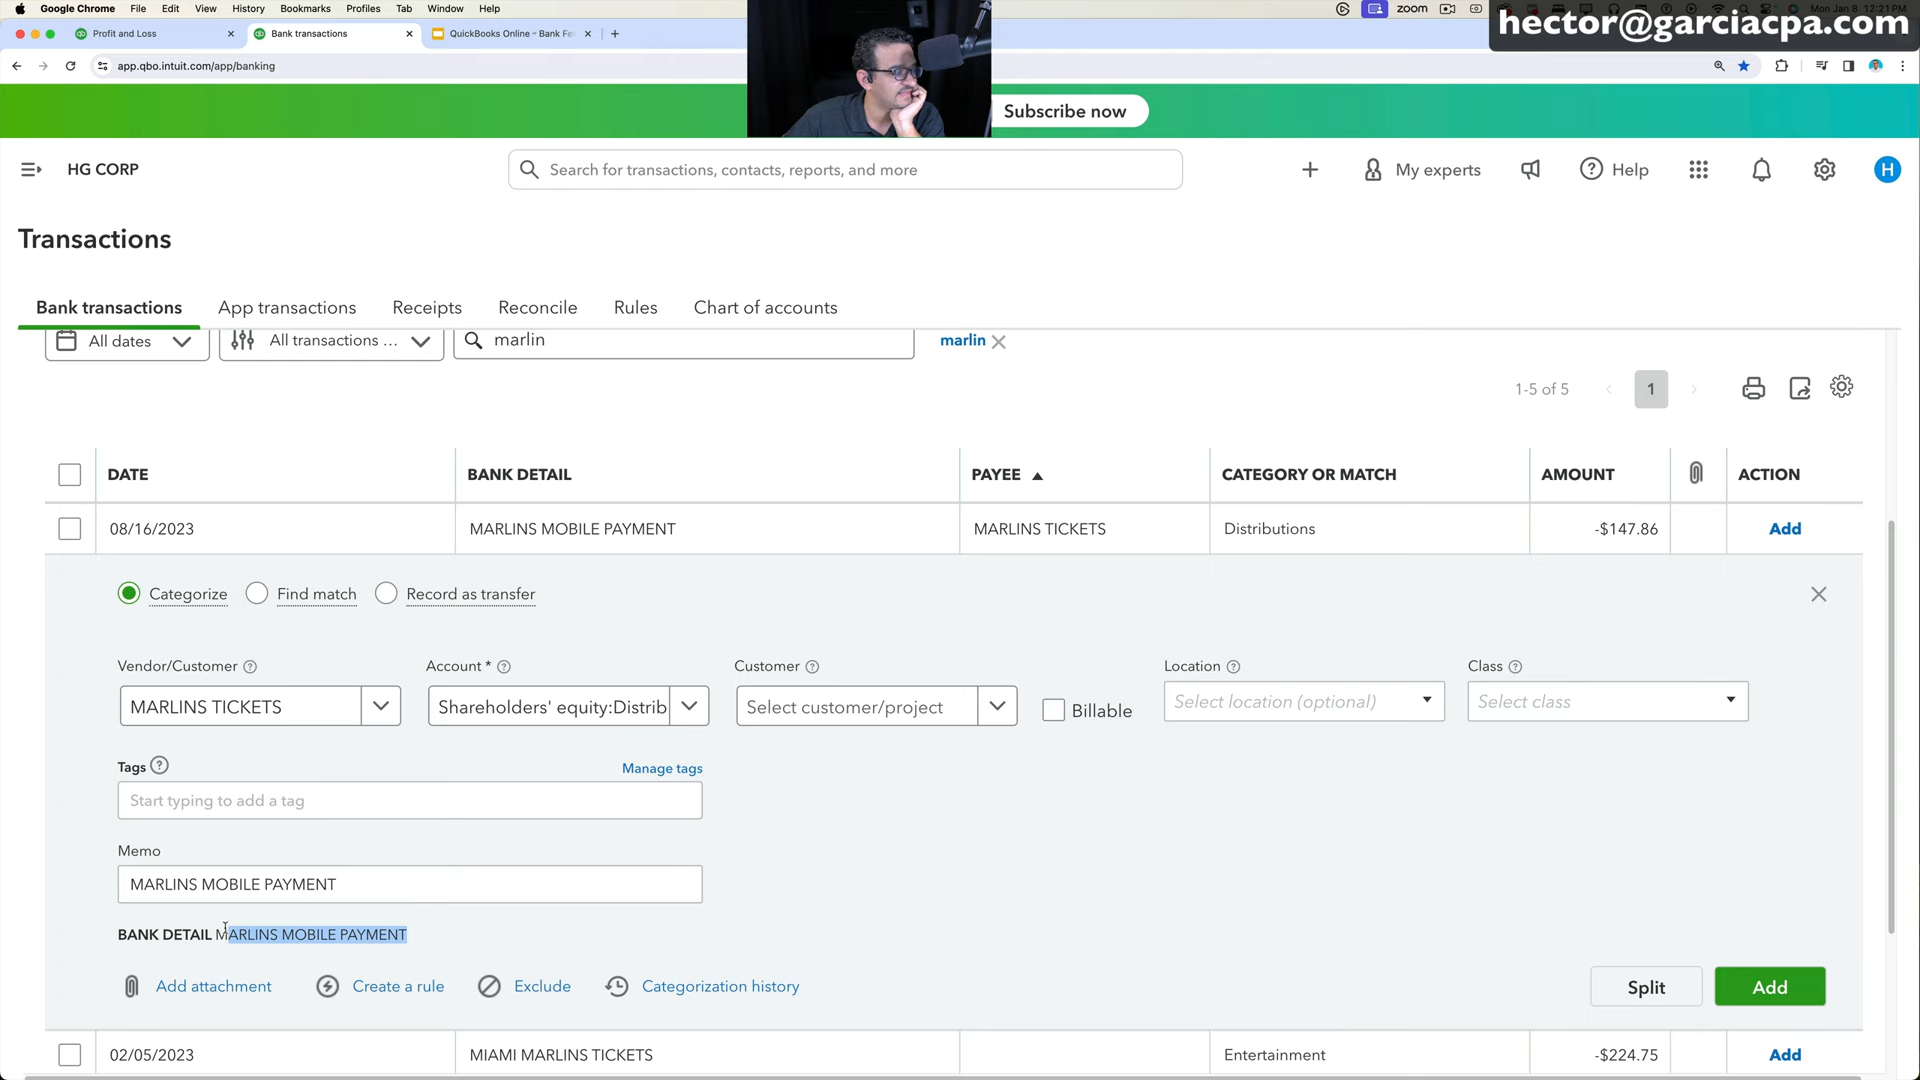 Google Chrome File Edit View History Bookmarks Profiles Tab Window Help
zoom
Mon Jan 8 12:21 PM
hector@garciacpa.com
Profit and Loss
Bank transactions
QuickBooks Online – Bank Fe
app.qbo.intuit.com/app/banking
Subscribe now
HG CORP
Search for transactions, contacts, reports, and more
My experts
Help
H
Transactions
Bank transactions App transactions Receipts Reconcile Rules Chart of accounts
All dates All transactions ... marlin marlin
1-5 of 5 1
DATE BANK DETAIL PAYEE CATEGORY OR MATCH AMOUNT ACTION
08/16/2023 MARLINS MOBILE PAYMENT MARLINS TICKETS Distributions -$147.86 Add
Categorize Find match Record as transfer
Vendor/Customer Account * Customer Location Class
MARLINS TICKETS Shareholders' equity:Distrib Select customer/project Billable Select location (optional) Select class
Tags Manage tags
Start typing to add a tag
Memo
MARLINS MOBILE PAYMENT
BANK DETAIL MARLINS MOBILE PAYMENT
Add attachment Create a rule Exclude Categorization history Split Add
02/05/2023 MIAMI MARLINS TICKETS Entertainment -$224.75 Add